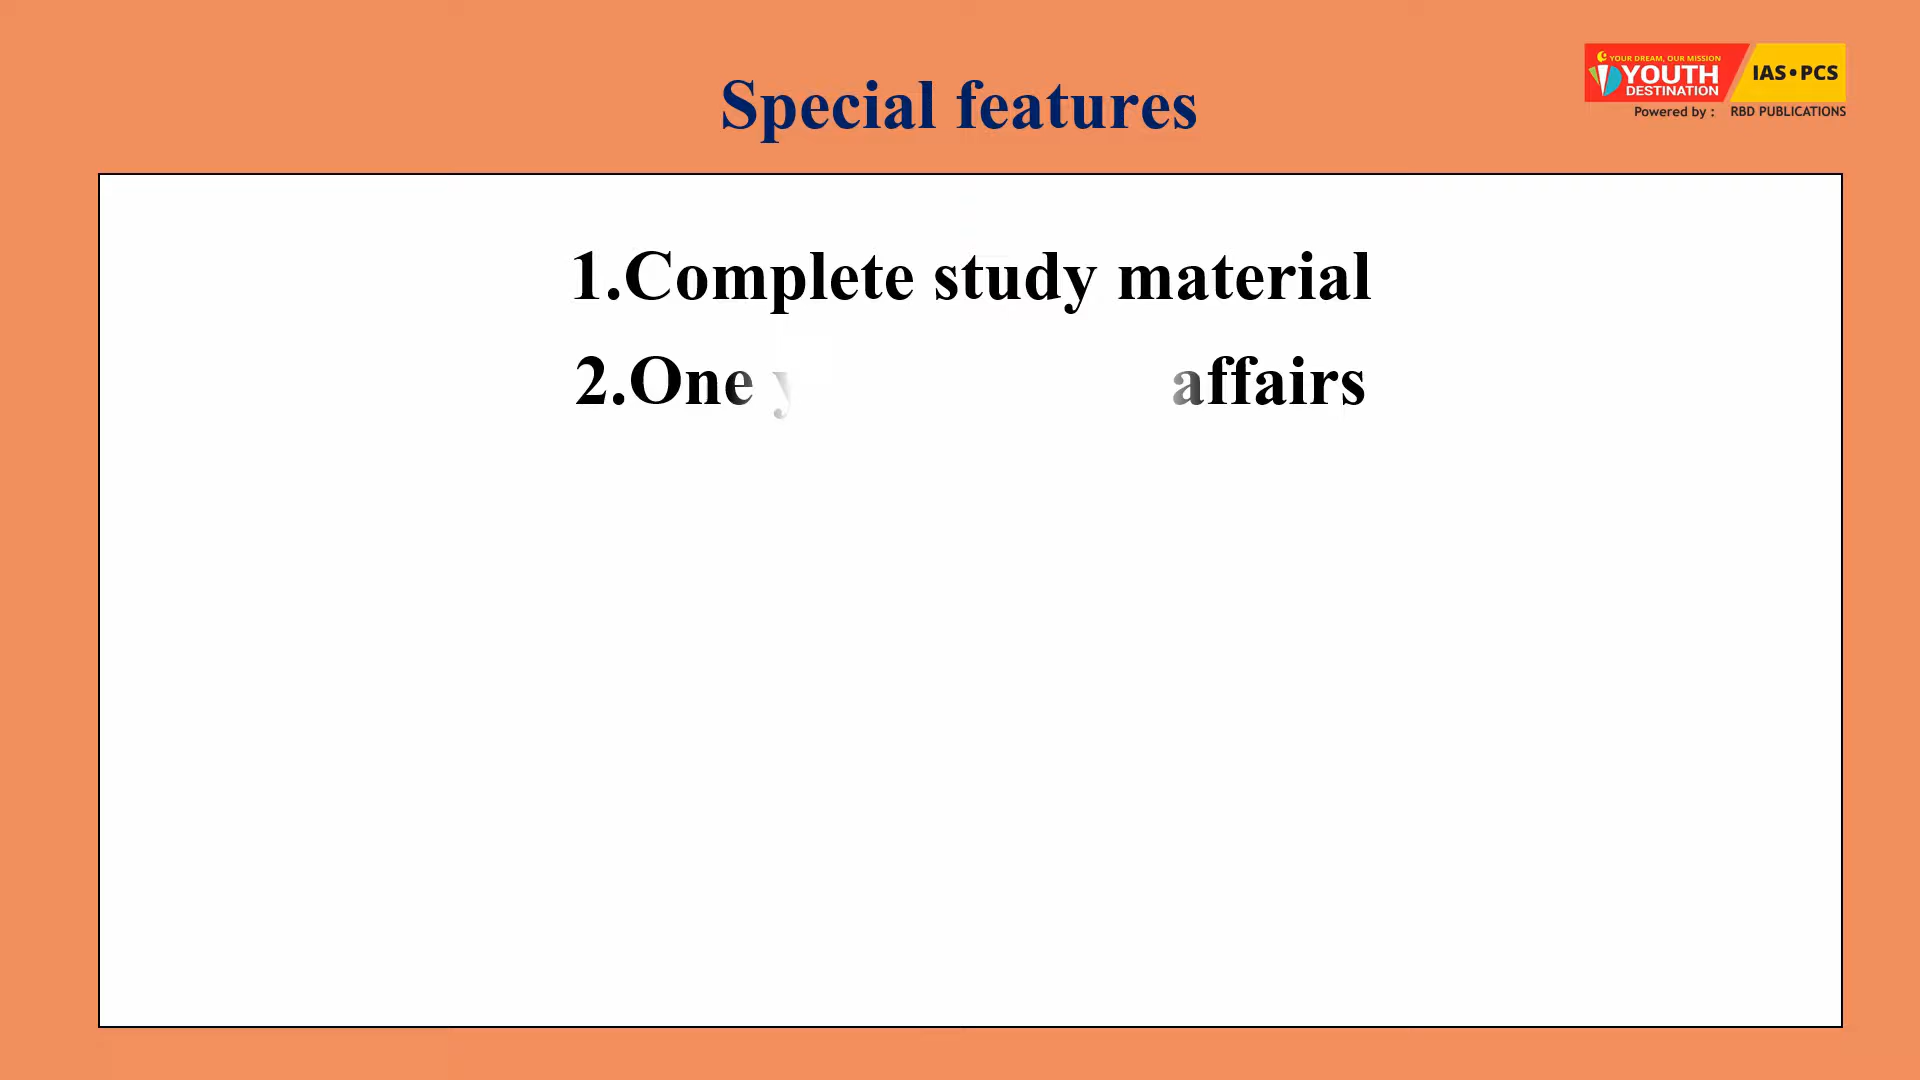 Special features
YOUR DREAM, OUR MISSION
YOUTH
DESTINATION
IAS•PCS
Powered by : RBD PUBLICATIONS
1.Complete study material
2.One affairs